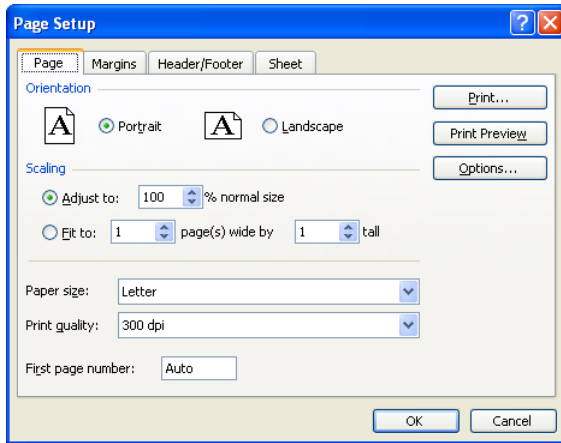 Page Setup
Page Margins Header/Footer Sheet
Orientation
Print...
A Portrait A Landscape
Print Preview
Scaling
Options...
Adjust to: 100 % normal size
Fit to: 1 page(s) wide by 1 tall
Paper size: Letter
Print quality: 300 dpi
First page number: Auto
OK Cancel